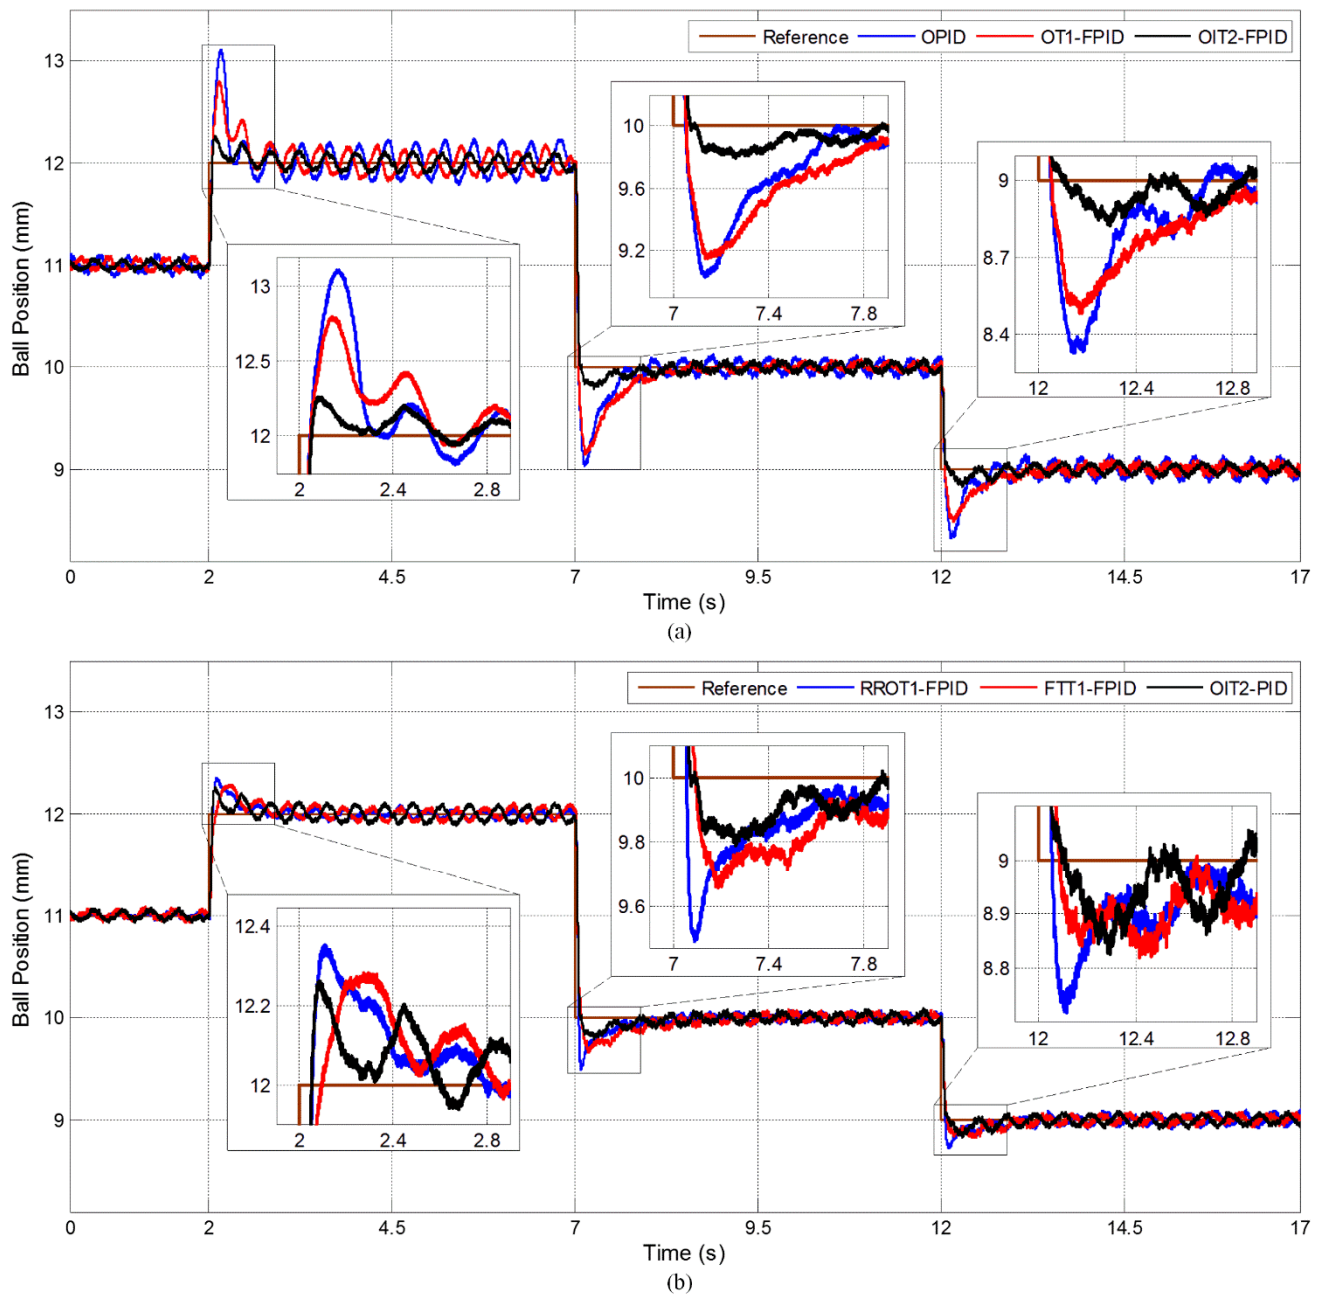 Reference OPID OT1-FPID OIT2-FPID
Ball Position (mm)
13
12
11
10
9
10
9.6
9.2
7 7.4 7.8
9
8.7
8.4
12 12.4 12.8
13
12.5
12
2 2.4 2.8
0 2 4.5 7 9.5 12 14.5 17
Time (s)
(a)
Reference RROT1-FPID FTT1-FPID OIT2-PID
Ball Position (mm)
13
12
11
10
9
10
9.8
9.6
7 7.4 7.8
9
8.9
8.8
12 12.4 12.8
12.4
12.2
12
2 2.4 2.8
0 2 4.5 7 9.5 12 14.5 17
Time (s)
(b)